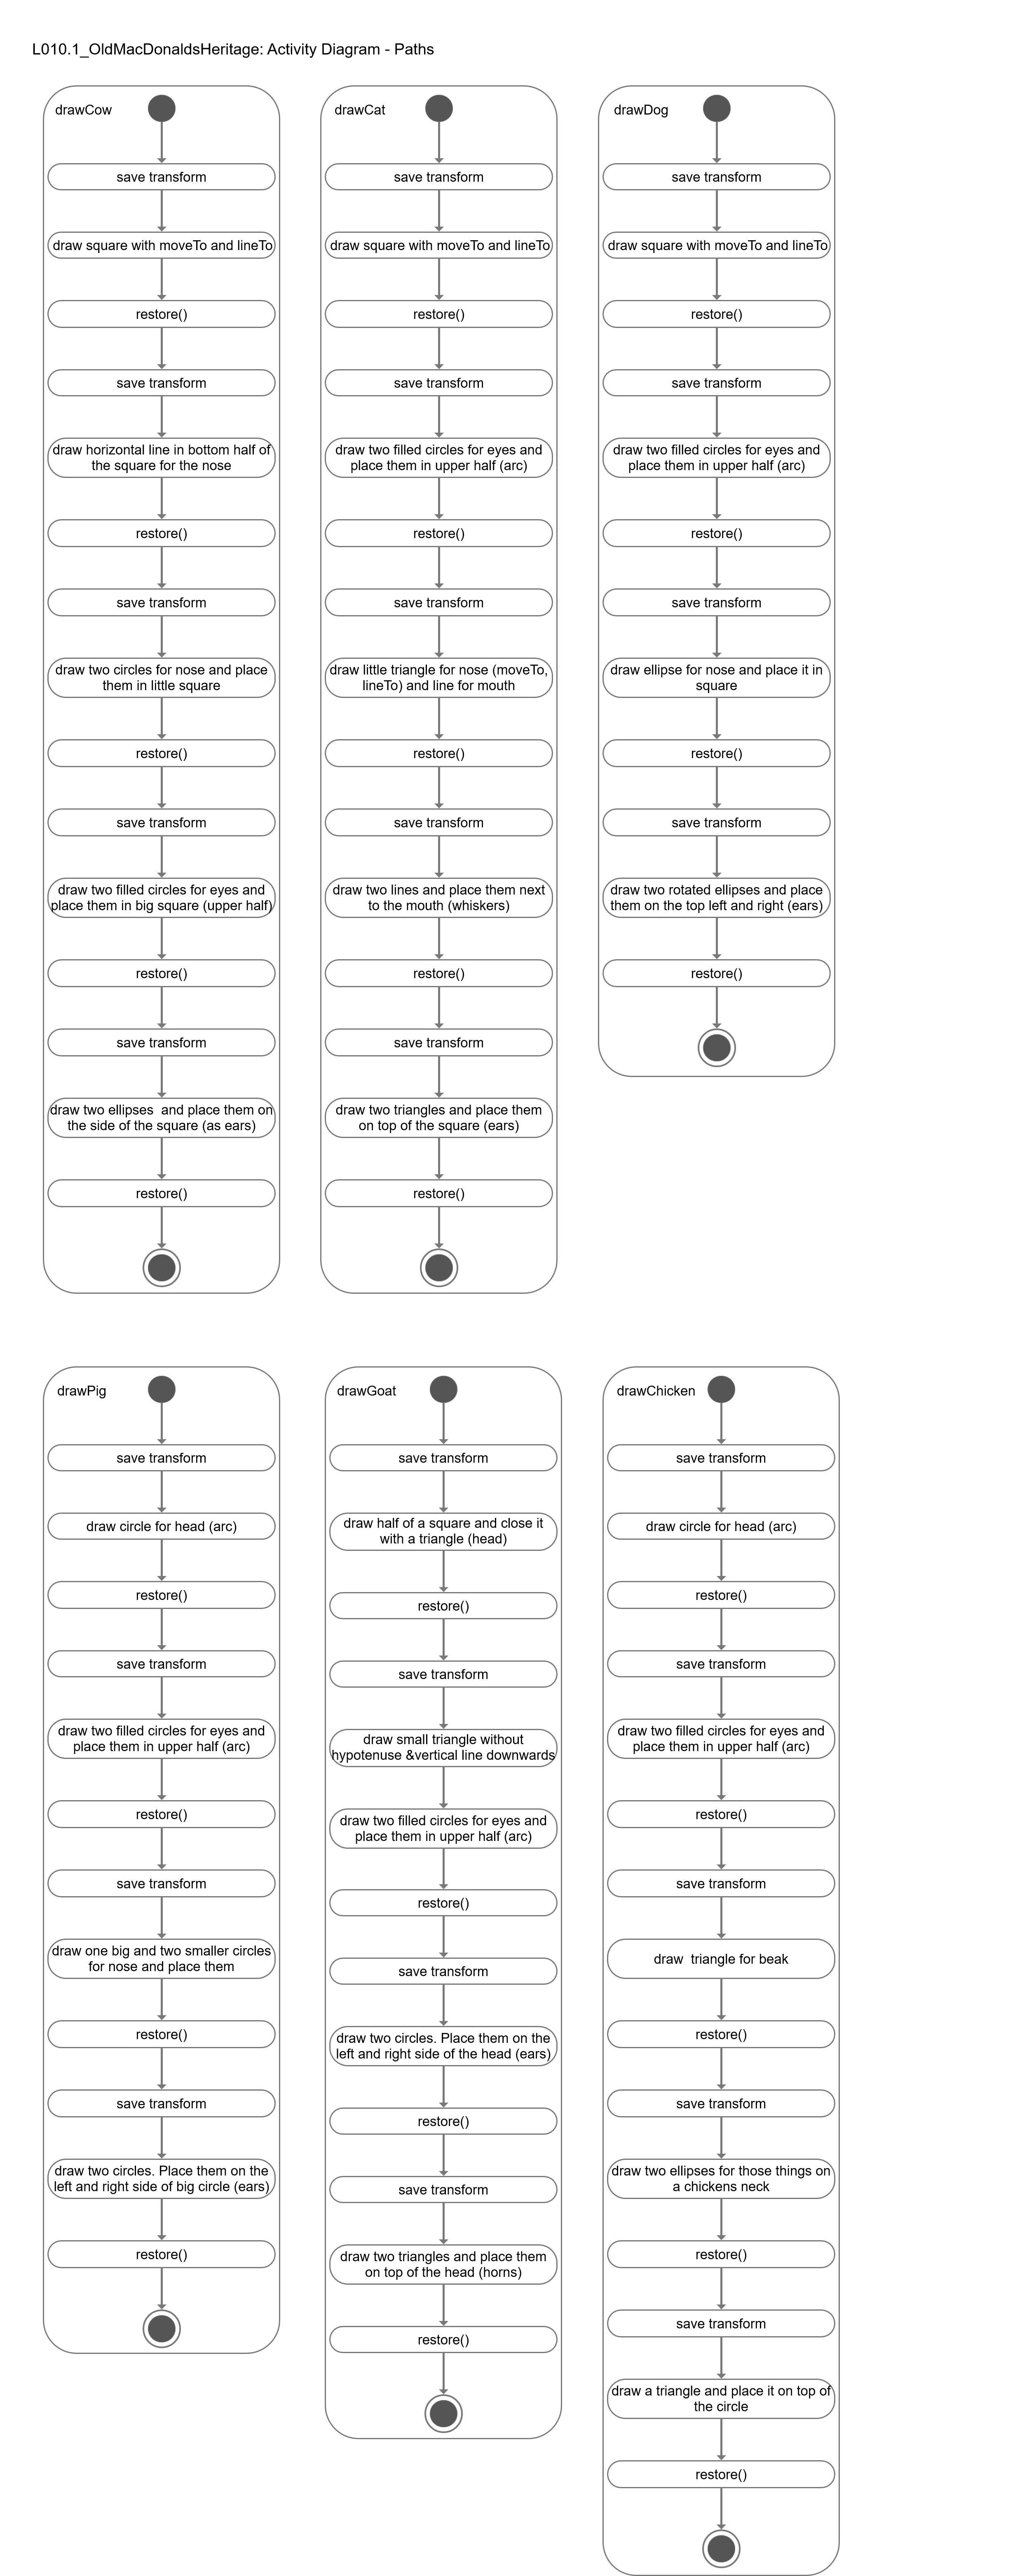 L010.1_OldMacDonaldsHeritage: Activity Diagram - Paths
drawCow
save transform
draw square with moveTo and lineTo
restore()
save transform
draw horizontal line in bottom half of
the square for the nose
restore()
save transform
draw two circles for nose and place
them in little square
restore()
save transform
draw two filled circles for eyes and
place them in big square (upper half)
restore()
save transform
draw two ellipses  and place them on
the side of the square (as ears)
restore()
drawCat
save transform
draw square with moveTo and lineTo
restore()
save transform
draw two filled circles for eyes and
place them in upper half (arc)
restore()
save transform
draw little triangle for nose (moveTo,
lineTo) and line for mouth
restore()
save transform
draw two lines and place them next
to the mouth (whiskers)
restore()
save transform
draw two triangles and place them
on top of the square (ears)
restore()
drawDog
save transform
draw square with moveTo and lineTo
restore()
save transform
draw two filled circles for eyes and
place them in upper half (arc)
restore()
save transform
draw ellipse for nose and place it in
square
restore()
save transform
draw two rotated ellipses and place
them on the top left and right (ears)
restore()
drawPig
save transform
draw circle for head (arc)
restore()
save transform
draw two filled circles for eyes and
place them in upper half (arc)
restore()
save transform
draw one big and two smaller circles
for nose and place them
restore()
save transform
draw two circles. Place them on the
left and right side of big circle (ears)
restore()
drawGoat
save transform
draw half of a square and close it
with a triangle (head)
restore()
save transform
draw small triangle without
hypotenuse &vertical line downwards
draw two filled circles for eyes and
place them in upper half (arc)
restore()
save transform
draw two circles. Place them on the
left and right side of the head (ears)
restore()
save transform
draw two triangles and place them
on top of the head (horns)
restore()
drawChicken
save transform
draw circle for head (arc)
restore()
save transform
draw two filled circles for eyes and
place them in upper half (arc)
restore()
save transform
draw  triangle for beak
restore()
save transform
draw two ellipses for those things on
a chickens neck
restore()
save transform
draw a triangle and place it on top of
the circle
restore()